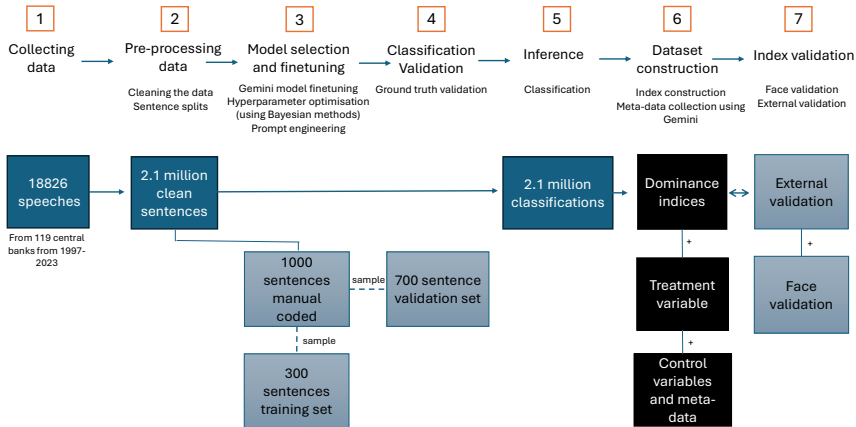 1
2
3
4
5
6
7
Collecting
data
Pre-processing
data
Model selection
and finetuning
Classification
Validation
Inference
Dataset
construction
Index validation
Cleaning the data
Sentence splits
Gemini model finetuning
Hyperparameter optimisation
(using Bayesian methods)
Prompt engineering
Ground truth validation
Classification
Index construction
Meta-data collection using
Gemini
Face validation
External validation
18826
speeches
2.1 million
clean
sentences
2.1 million
classifications
Dominance
indices
External
validation
From 119 central
banks from 1997-
2023
+
+
1000
sentences
manual
coded
sample
700 sentence
validation set
Treatment
variable
Face
validation
sample
+
300
sentences
training set
Control
variables
and meta-
data